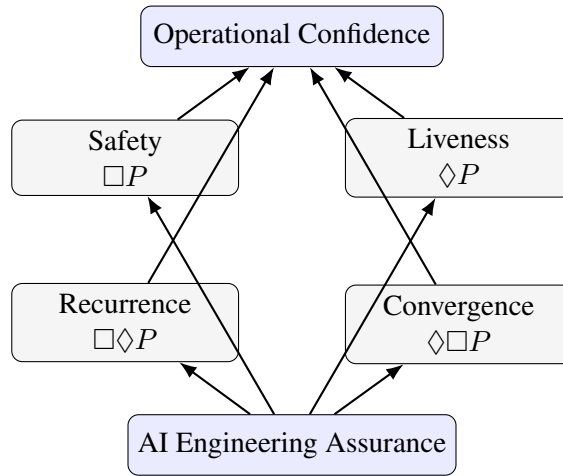 Operational Confidence
Safety
□P
Liveness
◊P
Recurrence
□◊P
Convergence
◊□P
AI Engineering Assurance